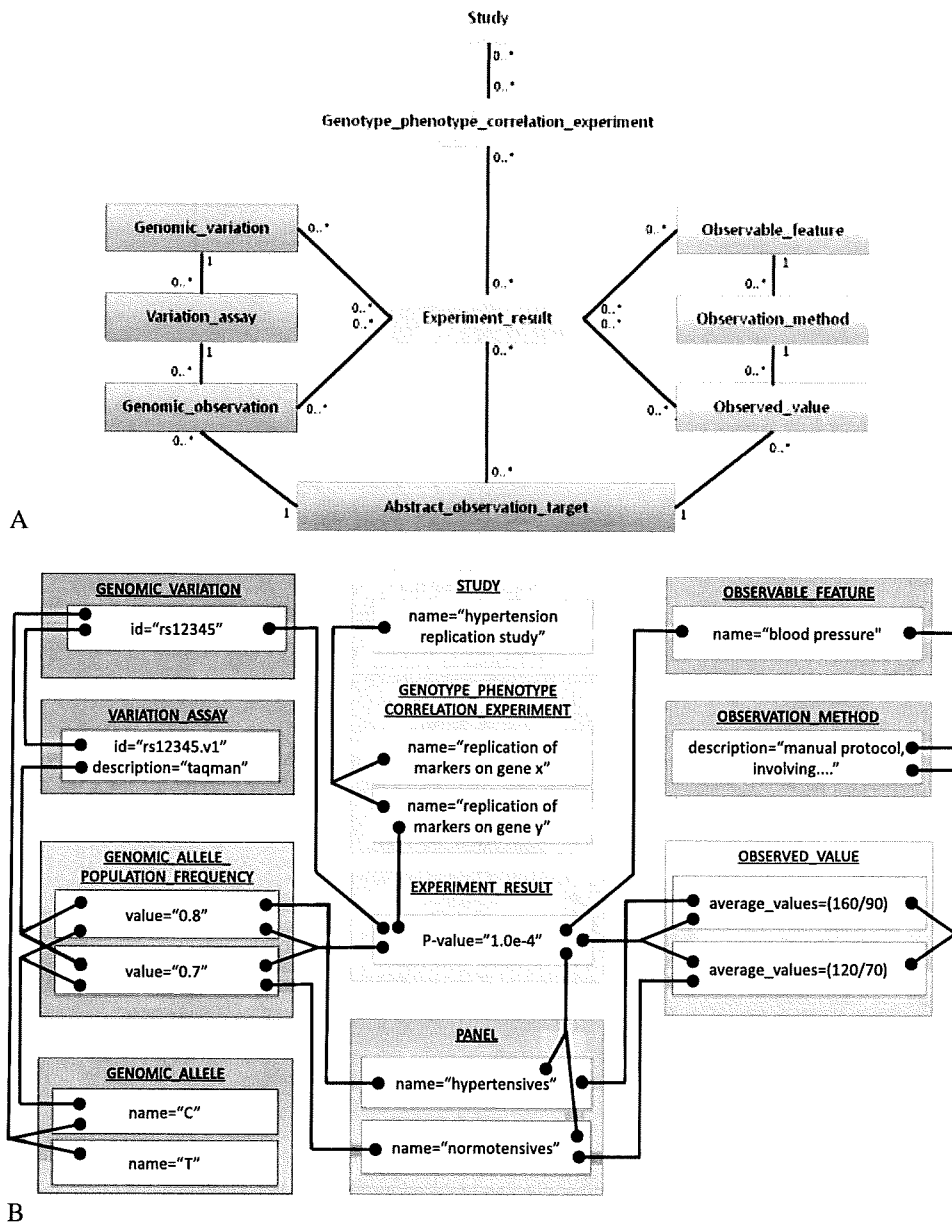 Study
0..*
0..*
Genotype_phenotype_correlation_experiment
0..*
Genomic_variation
0..*
0..*
Observable_feature
1
1
0..*
0..*
0..*
0..*
0..*
Variation_assay
Experiment_result
Observation_method
0..*
0..*
0..*
1
1
0..*
0..*
Genomic_observation
0..*
0..*
Observed_value
0..*
0..*
0..*
Abstract_observation_target
1
1
A
GENOMIC_VARIATION
id="rs12345"
VARIATION_ASSAY
id="rs12345.v1"
description="taqman"
GENOMIC_ALLELE_
POPULATION_FREQUENCY
value="0.8"
value="0.7"
GENOMIC_ALLELE
name="C"
name="T"
STUDY
name="hypertension
replication study"
GENOTYPE_PHENOTYPE
CORRELATION_EXPERIMENT
name="replication of
markers on gene x"
name="replication of
markers on gene y"
EXPERIMENT_RESULT
P-value="1.0e-4"
PANEL
name="hypertensives"
name="normotensives"
OBSERVABLE_FEATURE
name="blood pressure"
OBSERVATION_METHOD
description="manual protocol,
involving...."
OBSERVED_VALUE
average_values=(160/90)
average_values=(120/70)
B